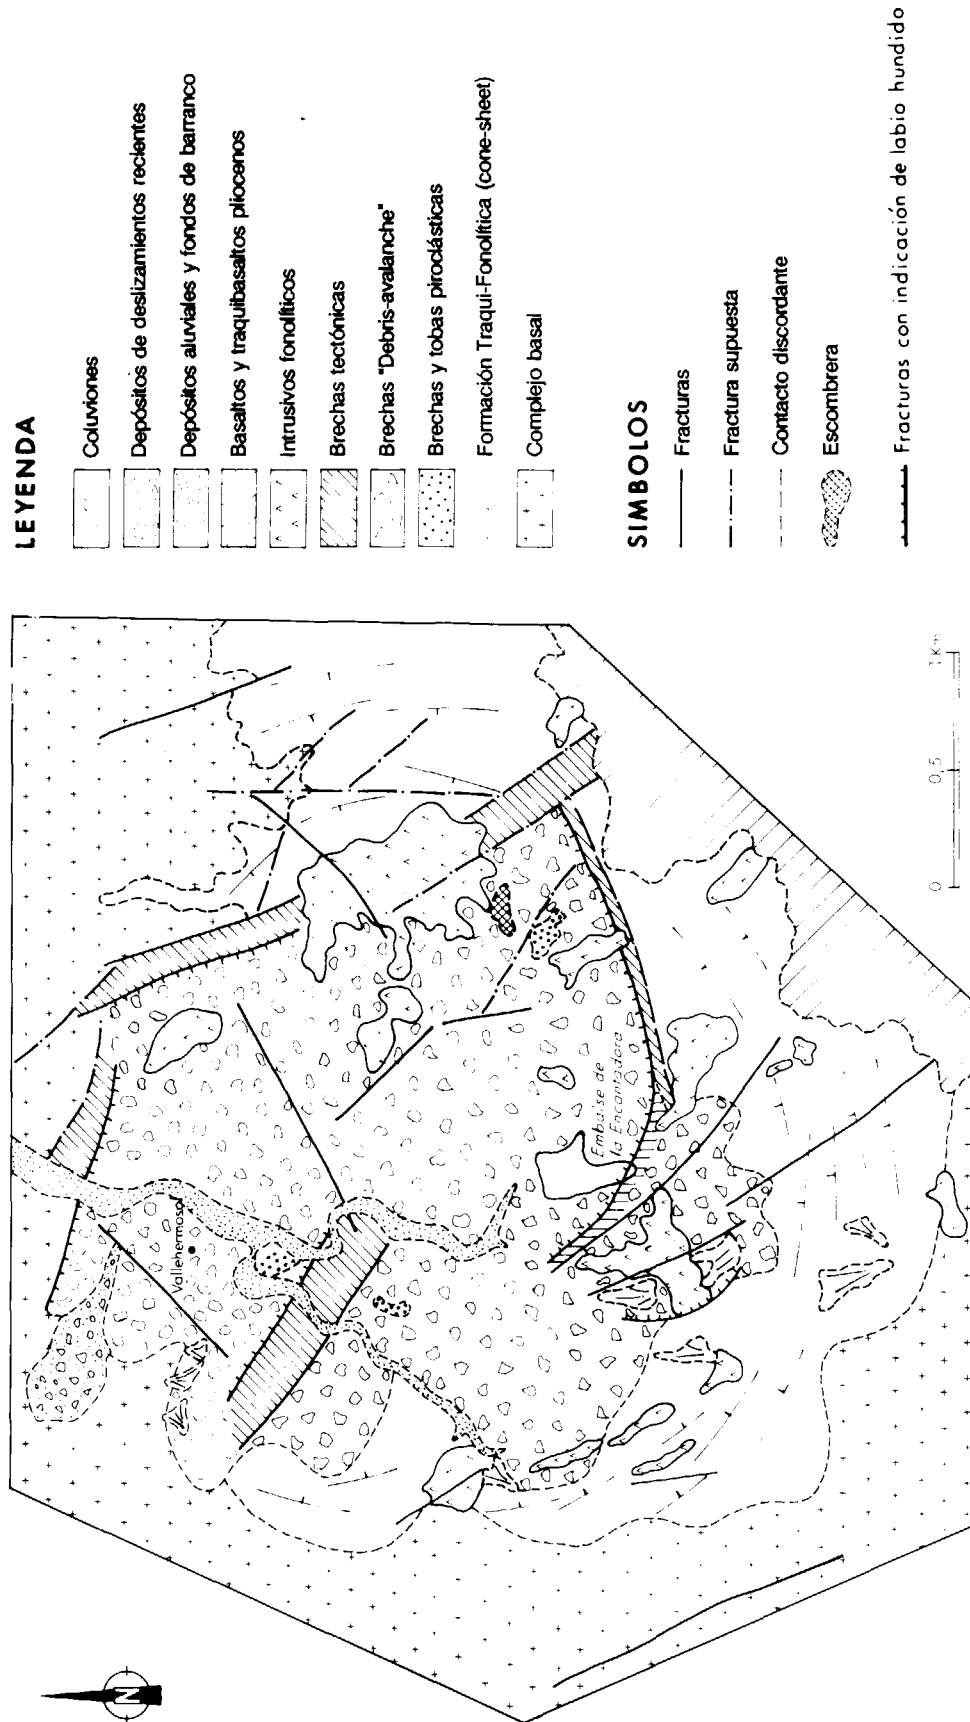 LEYENDA
Coluviones
Depósitos de deslizamientos recientes
Depósitos aluviales y fondos de barranco
Basaltos y traquibasaltos pliocenos
Intrusivos fonolíticos
Brechas tectónicas
Brechas "Debris-avalanche"
Brechas y tobas piroclásticas
Formación Traqui-Fonolítica (cone-sheet)
Complejo basal
SIMBOLOS
Fracturas
Fractura supuesta
Contacto discordante
Escombrera
Fracturas con indicación de labio hundido
Vallehermoso
Embalse de
la Encantadora
0
0,5
1Km
N